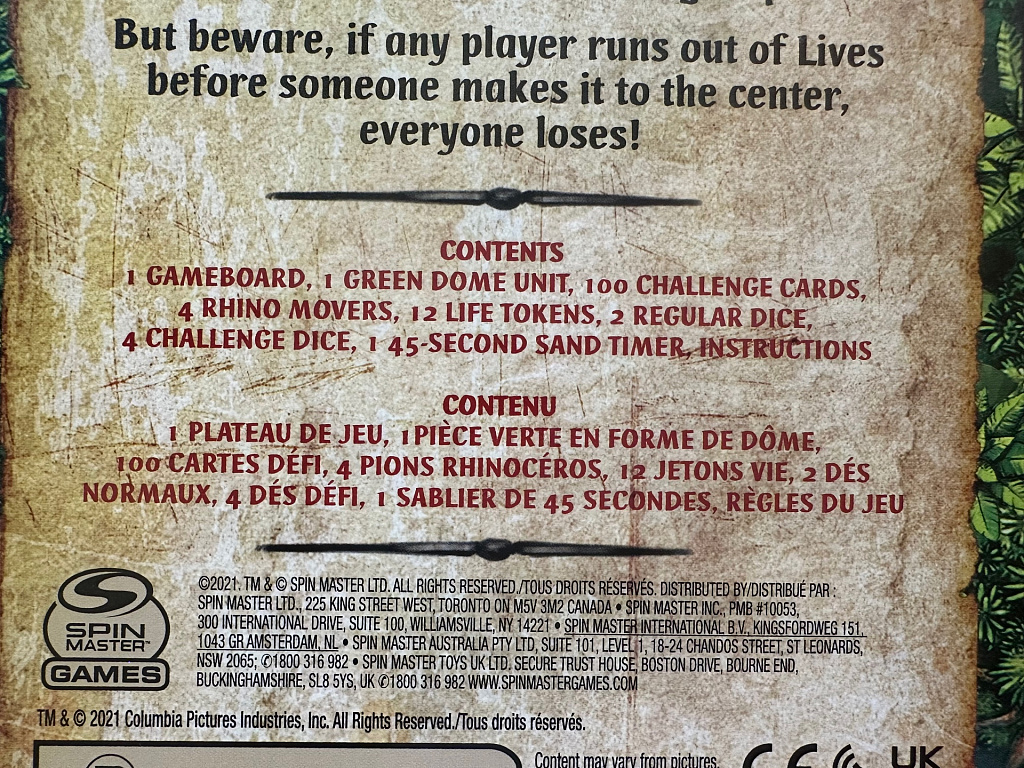 But beware, if any player runs out of Lives
before someone makes it to the center,
everyone loses!
CONTENTS
1 GAMEBOARD, 1 GREEN DOME UNIT, 100 CHALLENGE CARDS,
4 RHINO MOVERS, 12 LIFE TOKENS, 2 REGULAR DICE,
4 CHALLENGE DICE, 1 45-SECOND SAND TIMER, INSTRUCTIONS
CONTENU
1 PLATEAU DE JEU, 1PIÈCE VERTE EN FORME DE DÔME,
100 CARTES DÉFI, 4 PIONS RHINOCÉROS, 12 JETONS VIE, 2 DÉS
NORMAUX, 4 DÉS DÉFI, 1 SABLIER DE 45 SECONDES, RÈGLES DU JEU
©2021. TM & © SPIN MASTER LTD. ALL RIGHTS RESERVED./TOUS DROITS RÉSERVÉS. DISTRIBUTED BY/DISTRIBUÉ PAR :
SPIN MASTER LTD., 225 KING STREET WEST, TORONTO ON M5V 3M2 CANADA • SPIN MASTER INC., PMB #10053,
300 INTERNATIONAL DRIVE, SUITE 100, WILLIAMSVILLE, NY 14221 • SPIN MASTER INTERNATIONAL B.V., KINGSFORDWEG 151,
1043 GR AMSTERDAM, NL • SPIN MASTER AUSTRALIA PTY LTD, SUITE 101, LEVEL 1, 18-24 CHANDOS STREET, ST LEONARDS,
NSW 2065; ✆1800 316 982 • SPIN MASTER TOYS UK LTD. SECURE TRUST HOUSE, BOSTON DRIVE, BOURNE END,
BUCKINGHAMSHIRE, SL8 5YS, UK ✆1800 316 982 WWW.SPINMASTERGAMES.COM
SPIN
MASTER™
GAMES
TM & © 2021 Columbia Pictures Industries, Inc. All Rights Reserved./Tous droits réservés.
Content may vary from pictures.
CE
UK